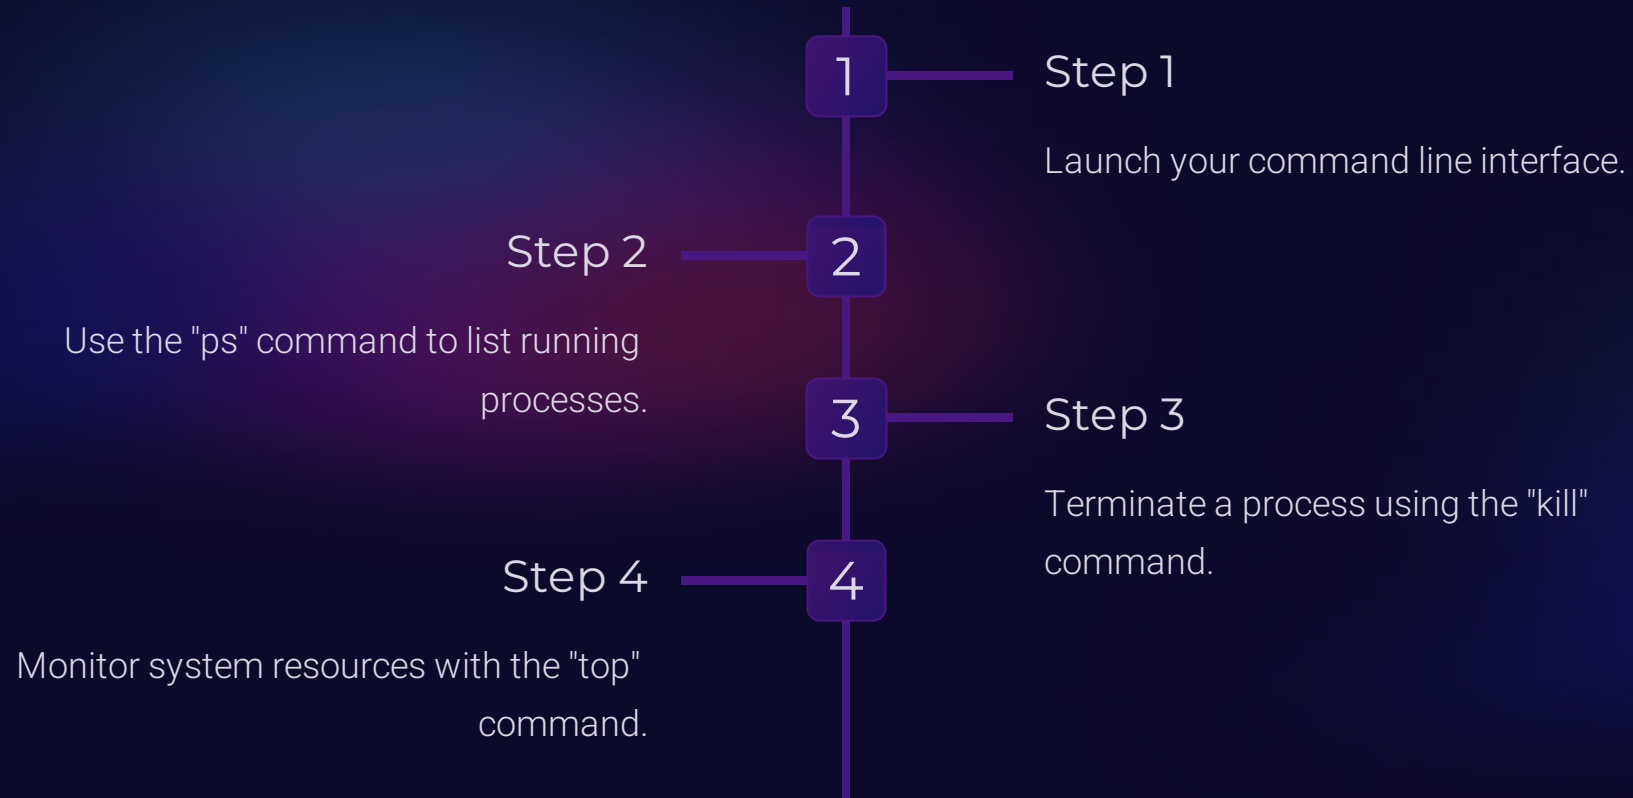 1
Step 1
Launch your command line interface.
2
Step 2
Use the "ps" command to list running
processes.
3
Step 3
Terminate a process using the "kill"
command.
4
Step 4
Monitor system resources with the "top"
command.